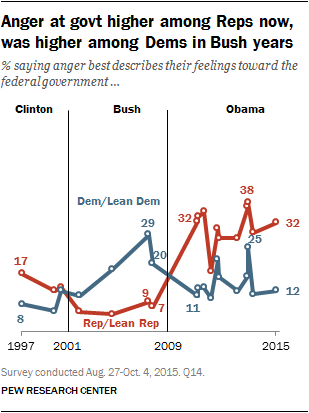 Anger at govt higher among Reps now,
was higher among Dems in Bush years
% saying anger best describes their feelings toward the
federal government ...
Clinton Bush Obama
Dem/Lean Dem
38
29
32 32
25
20
17
12
11
9
8
7
Rep/Lean Rep
1997 2001 2009 2015
Survey conducted Aug. 27-Oct. 4, 2015. Q14.
PEW RESEARCH CENTER